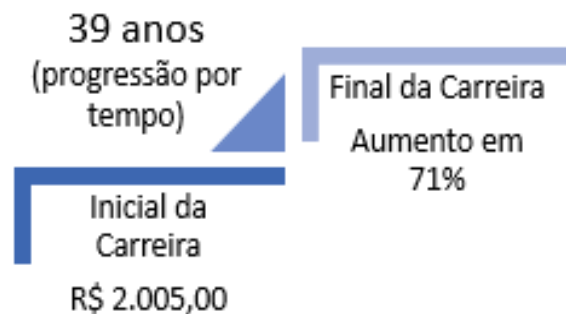 39 anos
(progressão por
tempo)
Inicial da
Carreira
R$ 2.005,00
Final da Carreira
Aumento em
71%